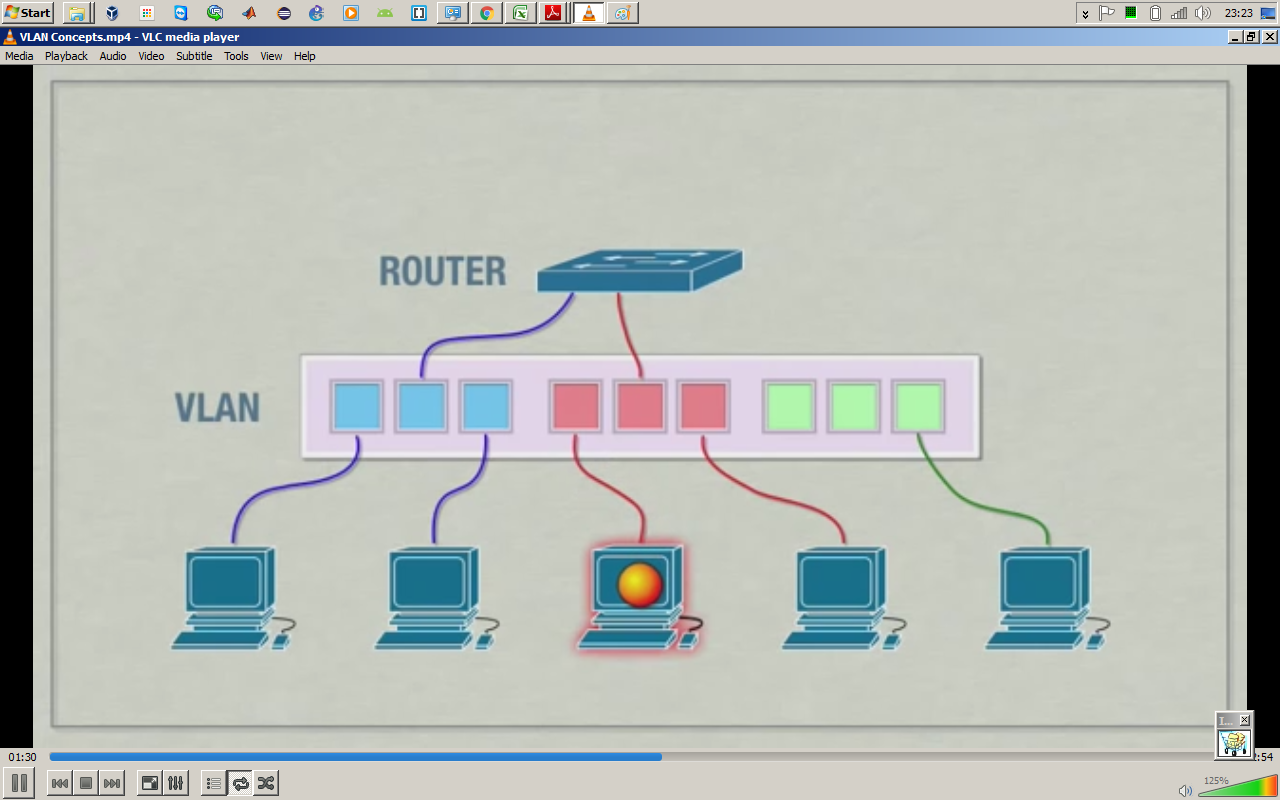 Start
23:23
VLAN Concepts.mp4 - VLC media player
Media Playback Audio Video Subtitle Tools View Help
ROUTER
VLAN
I...
01:30
:54
125%